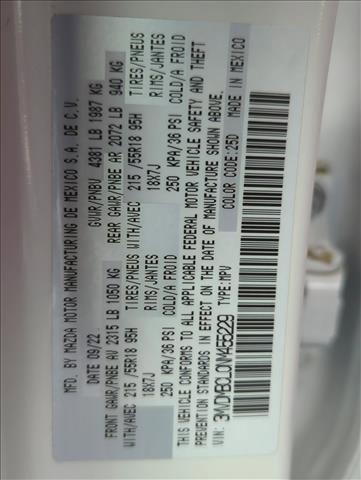 MFD. BY MAZDA MOTOR MANUFACTURING DE MEXICO S.A. DE C.V.
DATE: 09/22 GVWR/PNBV 4381 LB 1987 KG
FRONT GAWR/PNBE AV 2315 LB 1050 KG REAR GAWR/PNBE AR 2072 LB 940 KG
WITH/AVEC 215 /55R18 95H TIRES/PNEUS WITH/AVEC 215 /55R18 95H TIRES/PNEUS
18X7J RIMS/JANTES 18X7J RIMS/JANTES
250 KPA/36 PSI COLD/A FROID 250 KPA/36 PSI COLD/A FROID
THIS VEHICLE CONFORMS TO ALL APPLICABLE FEDERAL MOTOR VEHICLE SAFETY AND THEFT
PREVENTION STANDARDS IN EFFECT ON THE DATE OF MANUFACTURE SHOWN ABOVE.
VIN: TYPE: MPV COLOR CODE: 25D MADE IN MEXICO